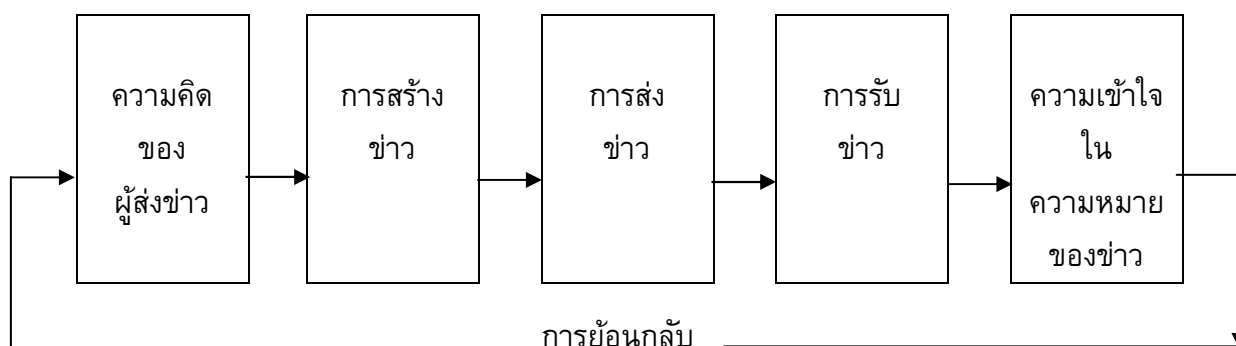 ความคิด
ของ
ผู้ส่งข่าว
การสร้าง
ข่าว
การส่ง
ข่าว
การรับ
ข่าว
ความเข้าใจ
ใน
ความหมาย
ของข่าว
การย้อนกลับ